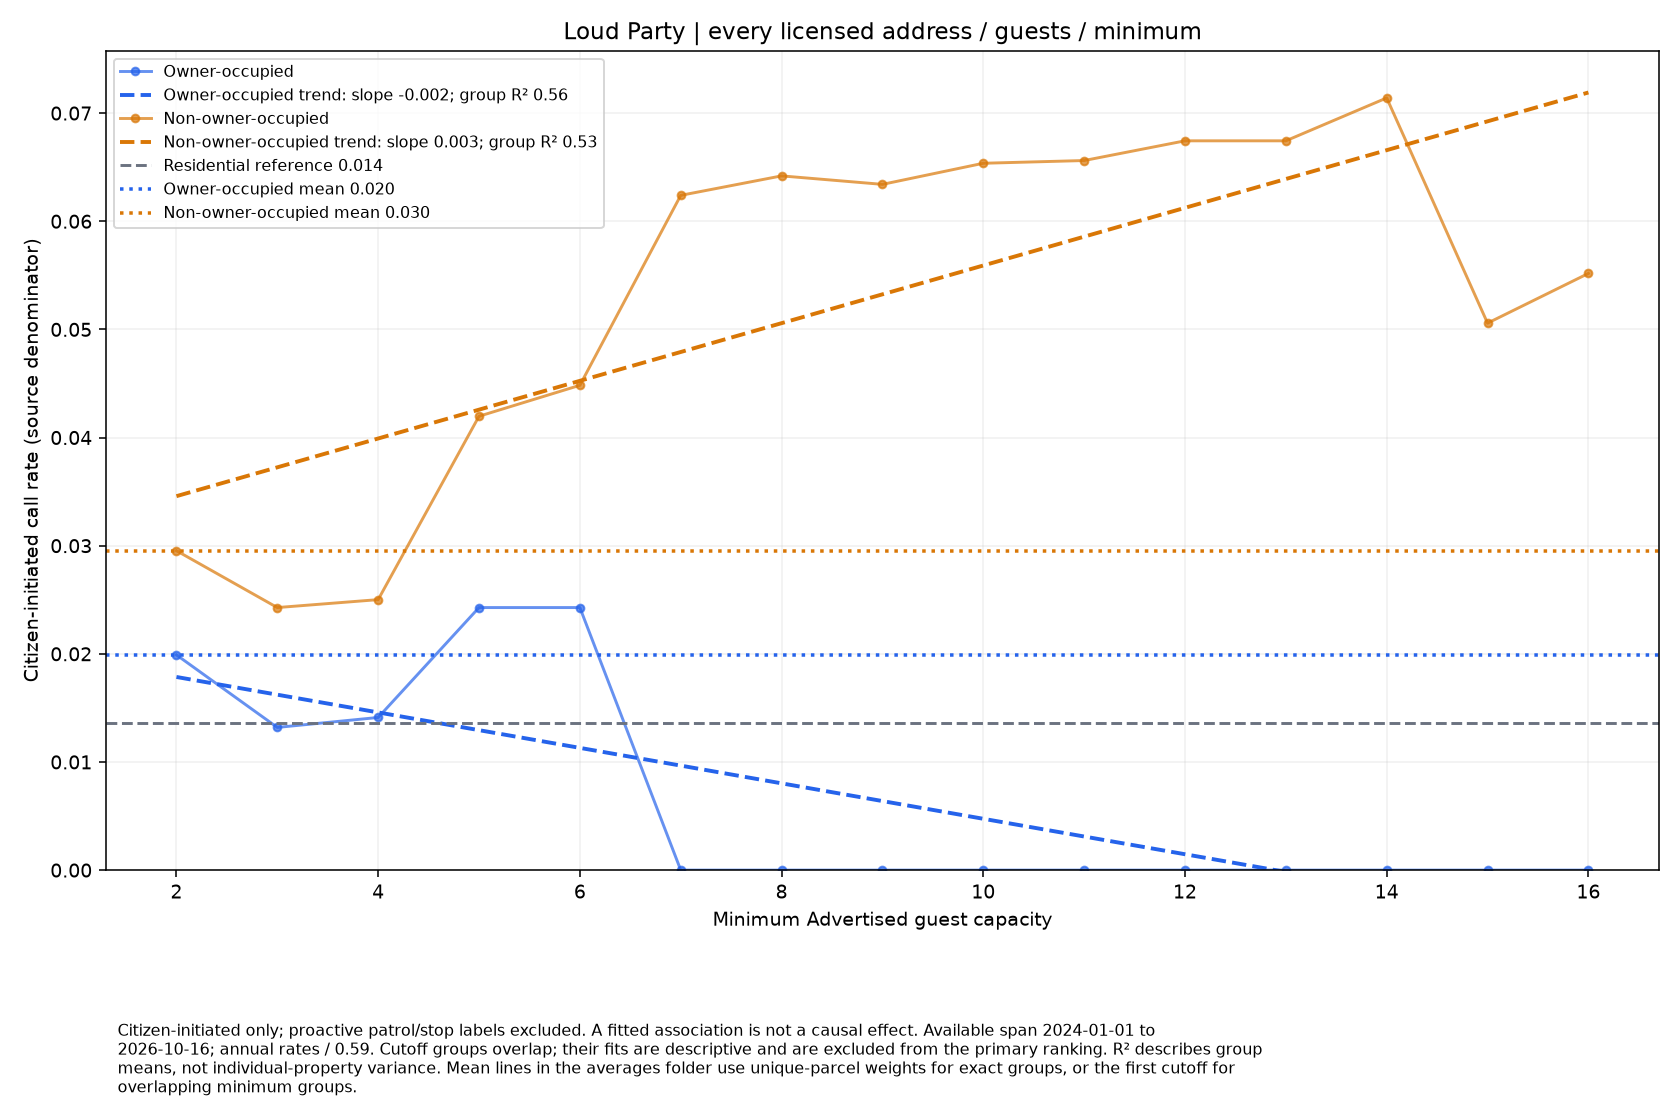 Loud Party | every licensed address / guests / minimum
Owner-occupied
Owner-occupied trend: slope -0.002; group R² 0.56
Non-owner-occupied
Non-owner-occupied trend: slope 0.003; group R² 0.53
Residential reference 0.014
Owner-occupied mean 0.020
Non-owner-occupied mean 0.030
Citizen-initiated call rate (source denominator)
0.07
0.06
0.05
0.04
0.03
0.02
0.01
0.00
2 4 6 8 10 12 14 16
Minimum Advertised guest capacity
Citizen-initiated only; proactive patrol/stop labels excluded. A fitted association is not a causal effect. Available span 2024-01-01 to
2026-10-16; annual rates / 0.59. Cutoff groups overlap; their fits are descriptive and are excluded from the primary ranking. R² describes group
means, not individual-property variance. Mean lines in the averages folder use unique-parcel weights for exact groups, or the first cutoff for
overlapping minimum groups.